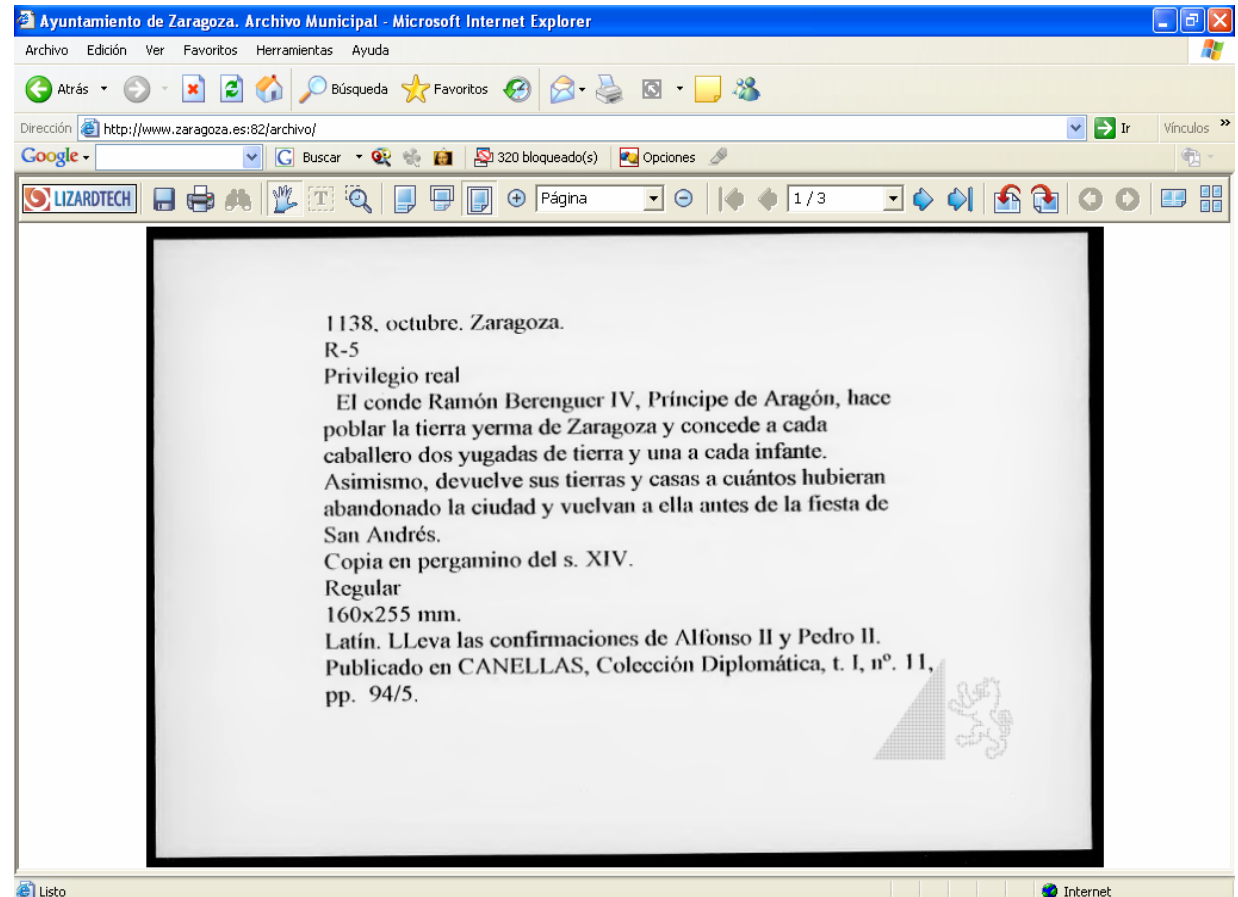 Ayuntamiento de Zaragoza. Archivo Municipal - Microsoft Internet Explorer
Archivo Edición Ver Favoritos Herramientas Ayuda
Atrás Búsqueda Favoritos
Dirección http://www.zaragoza.es:82/archivo/ Ir Vínculos »
Google Buscar 320 bloqueado(s) Opciones
LIZARDTECH T Página 1 / 3
1138, octubre. Zaragoza.
R-5
Privilegio real
El conde Ramón Berenguer IV, Príncipe de Aragón, hace
poblar la tierra yerma de Zaragoza y concede a cada
caballero dos yugadas de tierra y una a cada infante.
Asimismo, devuelve sus tierras y casas a cuántos hubieran
abandonado la ciudad y vuelvan a ella antes de la fiesta de
San Andrés.
Copia en pergamino del s. XIV.
Regular
160x255 mm.
Latín. LLeva las confirmaciones de Alfonso II y Pedro II.
Publicado en CANELLAS, Colección Diplomática, t. I, nº. 11,
pp. 94/5.
Listo Internet